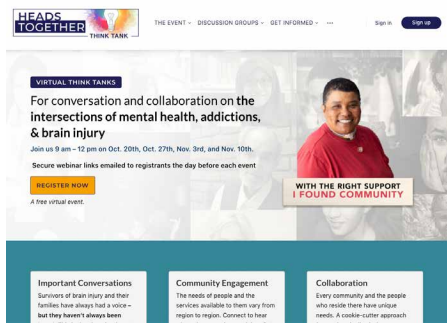 HEADS
TOGETHER
THINK TANK
THE EVENT
DISCUSSION GROUPS
GET INFORMED
...
Sign in
Sign up
VIRTUAL THINK TANKS
For conversation and collaboration on the
intersections of mental health, addictions,
& brain injury
Join us 9 am – 12 pm on Oct. 20th, Oct. 27th, Nov. 3rd, and Nov. 10th.
Secure webinar links emailed to registrants the day before each event
REGISTER NOW
A free virtual event.
WITH THE RIGHT SUPPORT
I FOUND COMMUNITY
Important Conversations
Survivors of brain injury and their
families have always had a voice –
but they haven't always been
Community Engagement
The needs of people and the
services available to them vary from
region to region. Connect to hear
Collaboration
Every community and the people
who reside there have unique
needs. A cookie-cutter approach